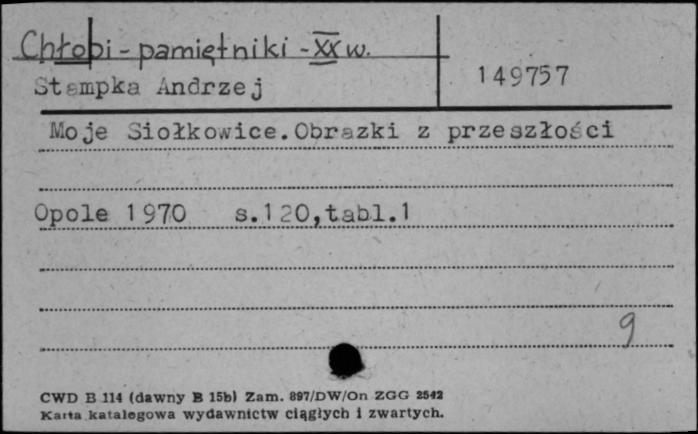 Chłopi - pamiętniki - XX w.
Stampka Andrzej
149757
Moje Siołkowice.Obrazki z przeszłości
Opole 1970 s.120,tabl.1
9
CWD B 114 (dawny B 15b) Zam. 897/DW/On ZGG 2542
Karta katalogowa wydawnictw ciągłych i zwartych.